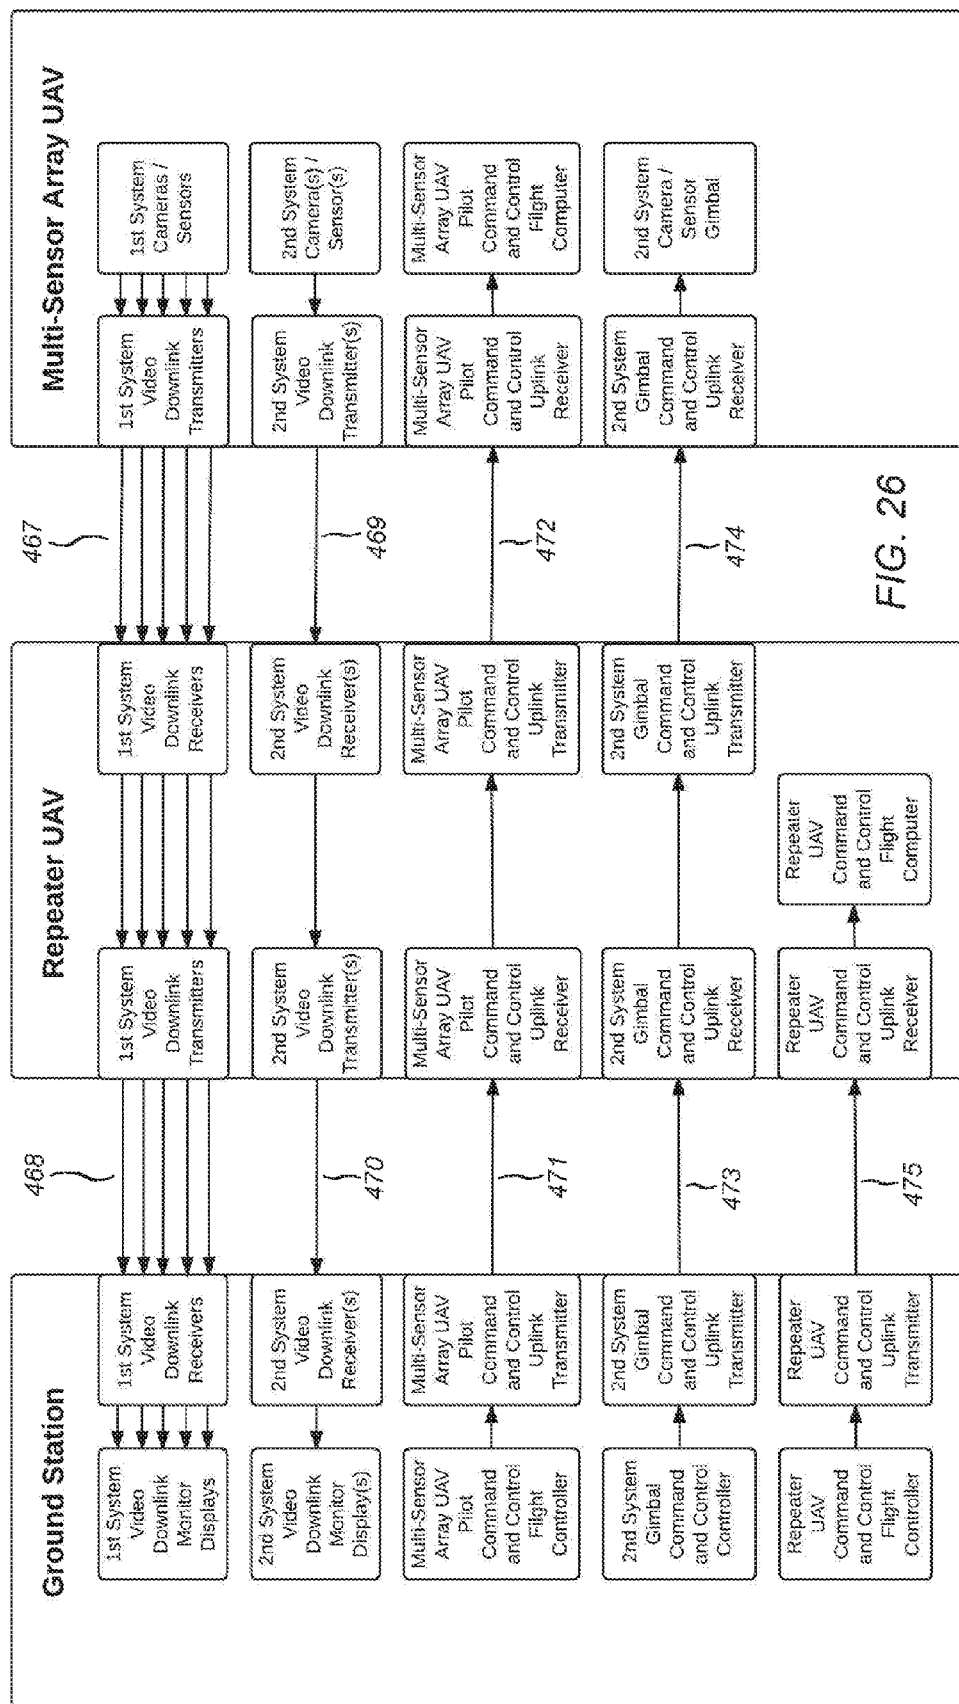 Ground Station
1st System
Video
Downlink
Monitor
Displays
1st System
Video
Downlink
Receivers
2nd System
Video
Downlink
Monitor
Display(s)
2nd System
Video
Downlink
Receiver(s)
Multi-Sensor
Array UAV
Pilot
Command
and Control
Flight
Controller
Multi-Sensor
Array UAV
Pilot
Command
and Control
Uplink
Transmitter
2nd System
Gimbal
Command
and Control
Controller
2nd System
Gimbal
Command
and Control
Uplink
Transmitter
Repeater
UAV
Command
and Control
Flight
Controller
Repeater
UAV
Command
and Control
Uplink
Transmitter
468
470
471
473
475
Repeater UAV
1st System
Video
Downlink
Transmitters
1st System
Video
Downlink
Receivers
2nd System
Video
Downlink
Transmitter(s)
2nd System
Video
Downlink
Receiver(s)
Multi-Sensor
Array UAV
Pilot
Command
and Control
Uplink
Receiver
Multi-Sensor
Array UAV
Pilot
Command
and Control
Uplink
Transmitter
2nd System
Gimbal
Command
and Control
Uplink
Receiver
2nd System
Gimbal
Command
and Control
Uplink
Transmitter
Repeater
UAV
Command
and Control
Uplink
Receiver
Repeater
UAV
Command
and Control
Flight
Computer
467
469
472
474
Multi-Sensor Array UAV
1st System
Video
Downlink
Transmitters
1st System
Cameras /
Sensors
2nd System
Video
Downlink
Transmitter(s)
2nd System
Camera(s) /
Sensor(s)
Multi-Sensor
Array UAV
Pilot
Command
and Control
Uplink
Receiver
Multi-Sensor
Array UAV
Pilot
Command
and Control
Flight
Computer
2nd System
Gimbal
Command
and Control
Uplink
Receiver
2nd System
Camera /
Sensor
Gimbal
FIG. 26